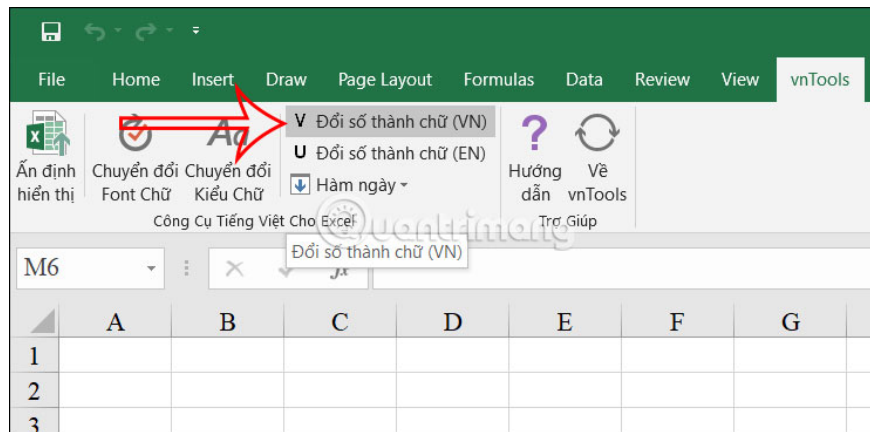 File Home Insert Draw Page Layout Formulas Data Review View vnTools
Ấn định hiển thị
Chuyển đổi Font Chữ
Chuyển đổi Kiểu Chữ
V Đổi số thành chữ (VN)
U Đổi số thành chữ (EN)
Hàm ngày
Công Cụ Tiếng Việt Cho Excel
Hướng dẫn
Về vnTools
Trợ Giúp
Quantrimang
Đổi số thành chữ (VN)
M6 fx
A B C D E F G
1
2
3